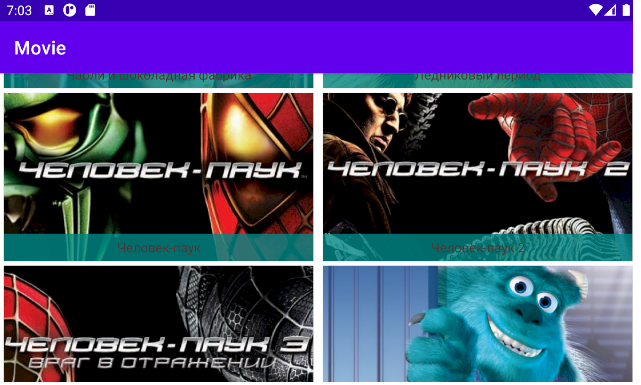 7:03
Movie
Чарли и шоколадная фабрика
Ледниковый период
ЧЕЛОВЕК-ПАУК
ЧЕЛОВЕК-ПАУК 2
Человек-паук
Человек-паук 2
ЧЕЛОВЕК-ПАУК 3
ВРАГ В ОТРАЖЕНИИ